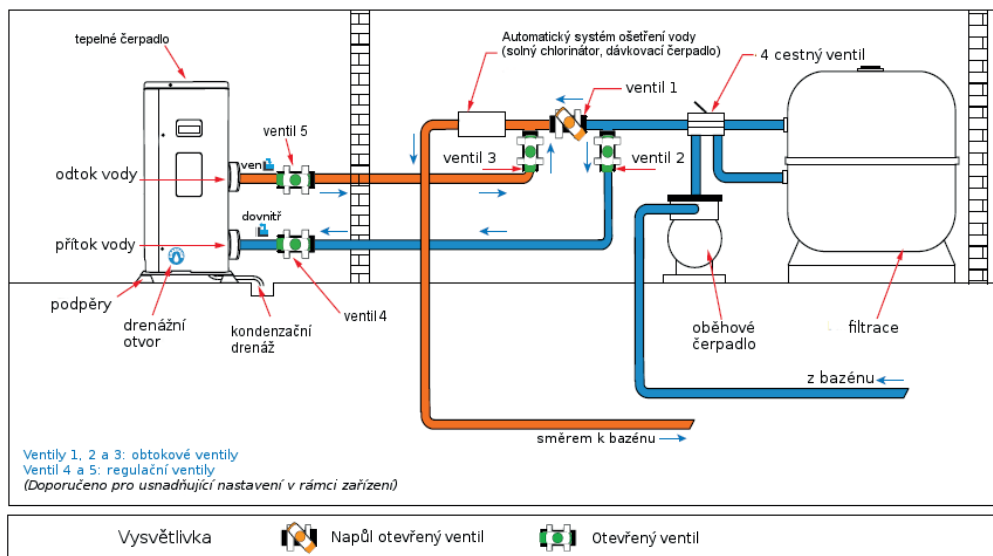 tepelné čerpadlo
Automatický systém ošetření vody
(solný chlorinátor, dávkovací čerpadlo)
4 cestný ventil
ventil 1
ventil 5
ven
ventil 3
ventil 2
odtok vody
dovnitř
přítok vody
podpěry
drenážní
otvor
kondenzační
drenáž
ventil 4
oběhové
čerpadlo
filtrace
z bazénu
směrem k bazénu
Ventily 1, 2 a 3: obtokové ventily
Ventil 4 a 5: regulační ventily
(Doporučeno pro usnadňující nastavení v rámci zařízení)
Vysvětlivka
Napůl otevřený ventil
Otevřený ventil